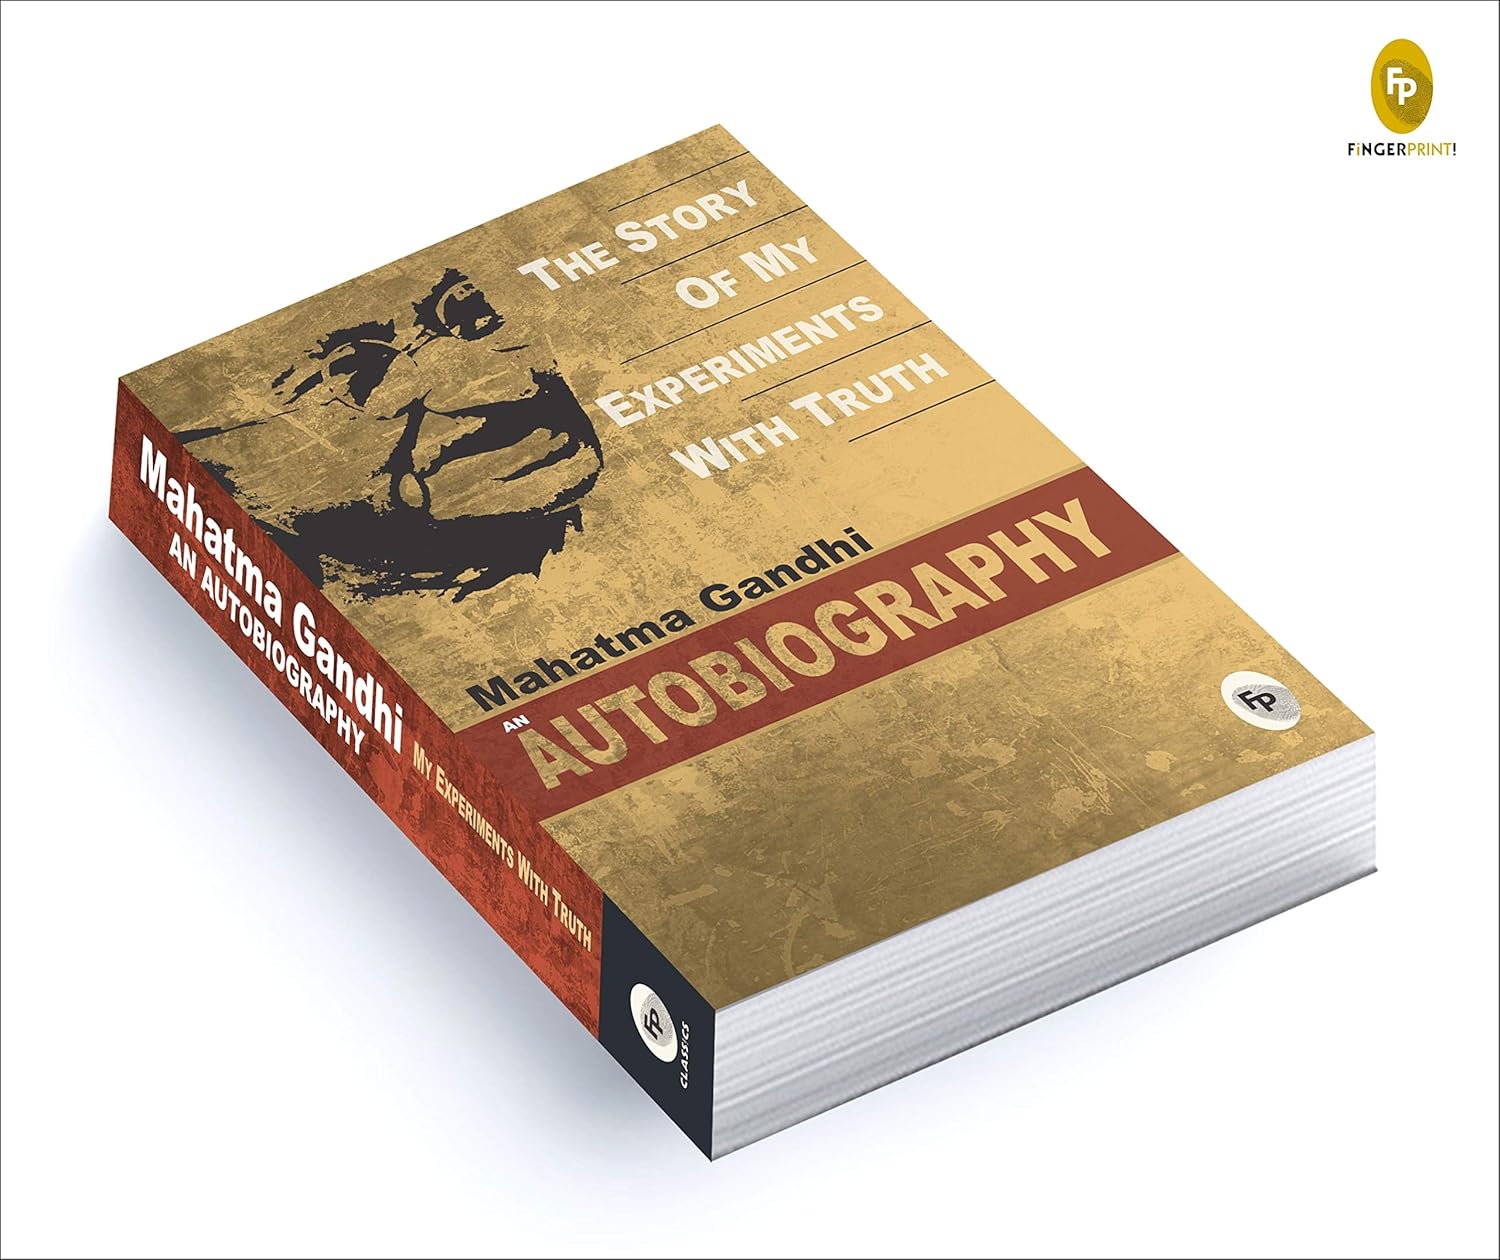 FP
FiNGERPRINT!
THE STORY
OF MY
EXPERIMENTS
WITH TRUTH
Mahatma Gandhi
AN AUTOBIOGRAPHY
FP
Mahatma Gandhi
AN AUTOBIOGRAPHY
MY EXPERIMENTS WITH TRUTH
FP
CLASSICS